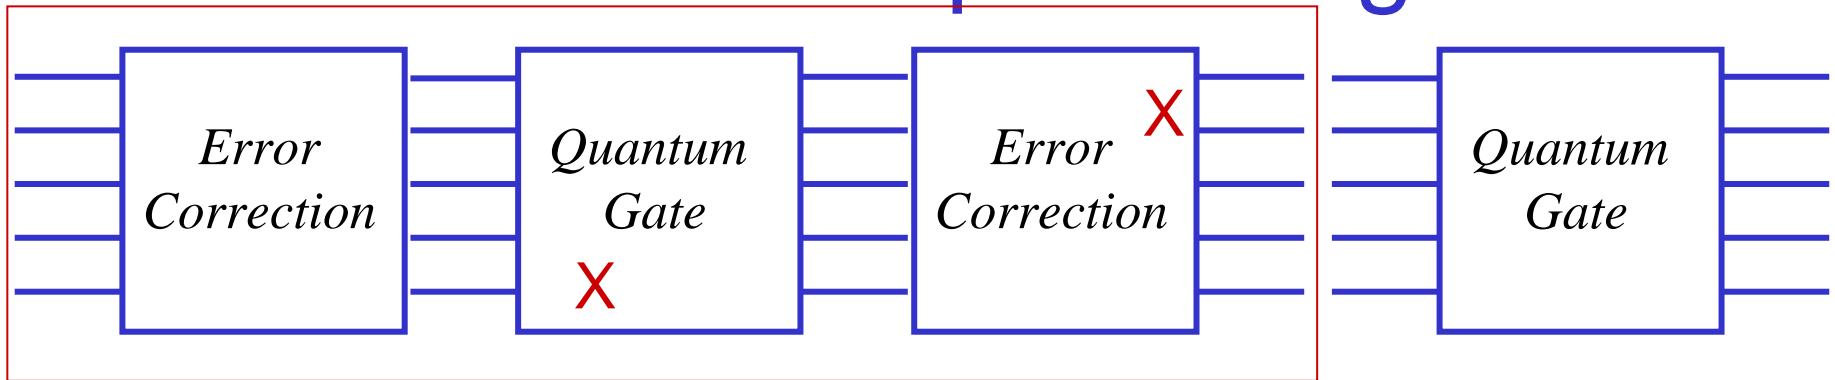 Error
Correction
Quantum
Gate
X
Error
Correction
X
Quantum
Gate